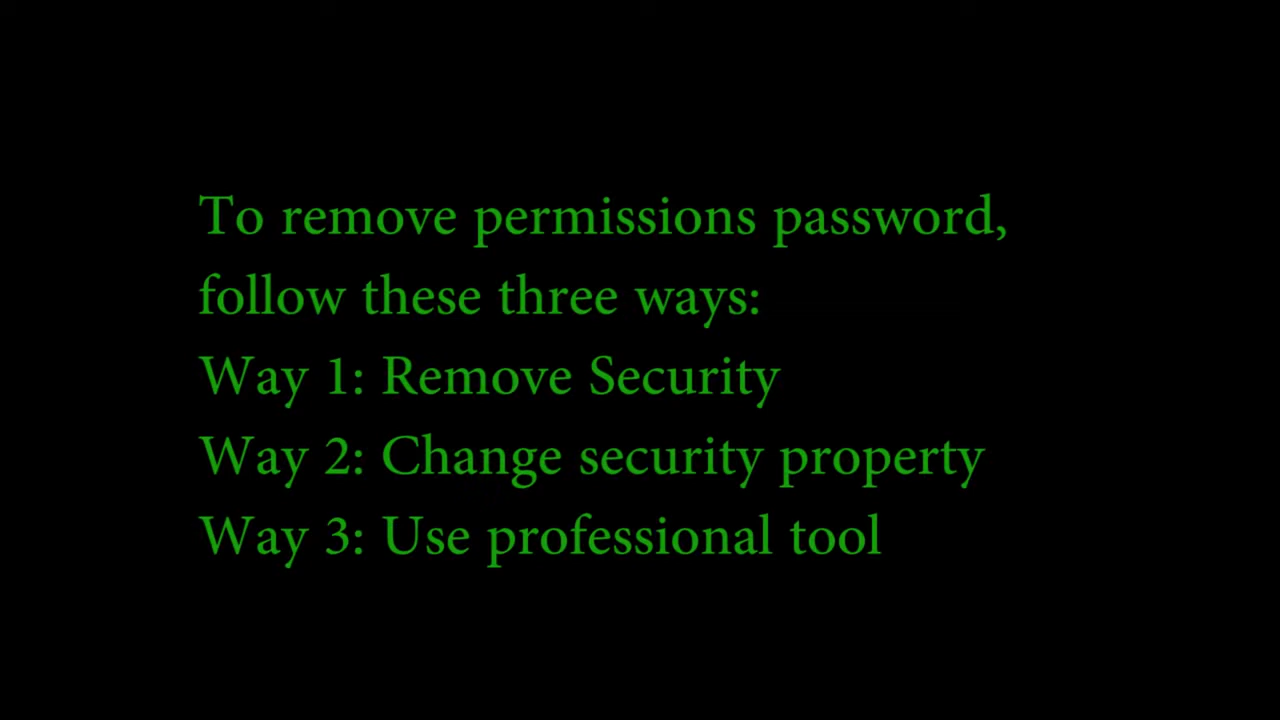 To remove permissions password,
follow these three ways:
Way 1: Remove Security
Way 2: Change security property
Way 3: Use professional tool